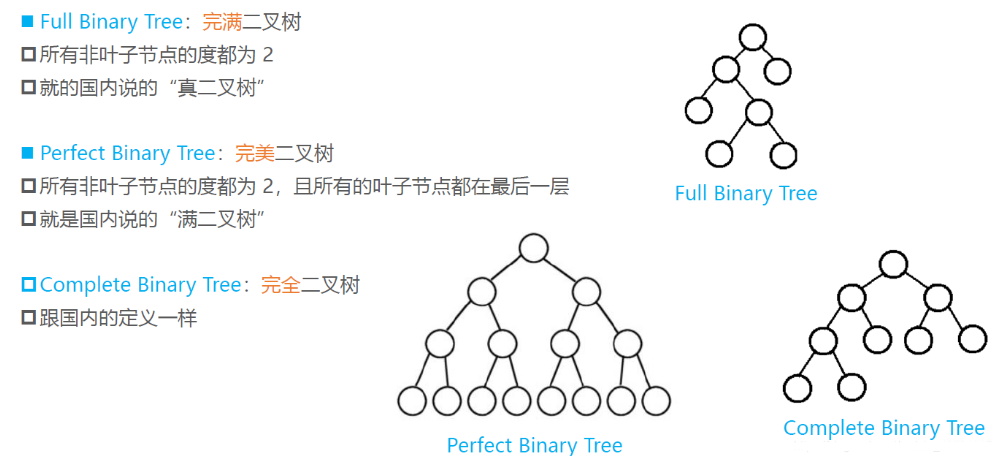 Full Binary Tree：完满二叉树
所有非叶子节点的度都为 2
就的国内说的“真二叉树”
Perfect Binary Tree：完美二叉树
所有非叶子节点的度都为 2，且所有的叶子节点都在最后一层
就是国内说的“满二叉树”
Complete Binary Tree：完全二叉树
跟国内的定义一样
Full Binary Tree
Perfect Binary Tree
Complete Binary Tree